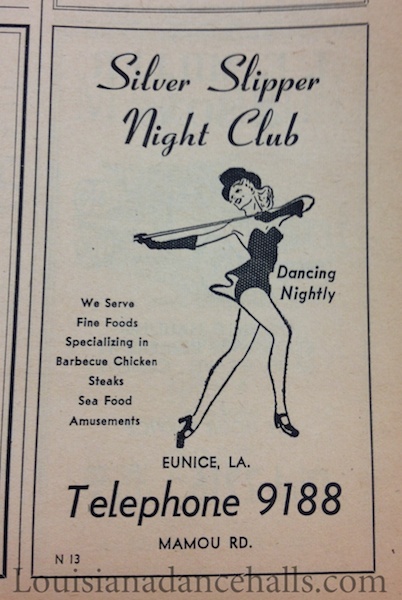 Silver Slipper
Night Club
Dancing
Nightly
We Serve
Fine Foods
Specializing in
Barbecue Chicken
Steaks
Sea Food
Amusements
EUNICE, LA.
Telephone 9188
MAMOU RD.
N 13
Louisianadancehalls.com